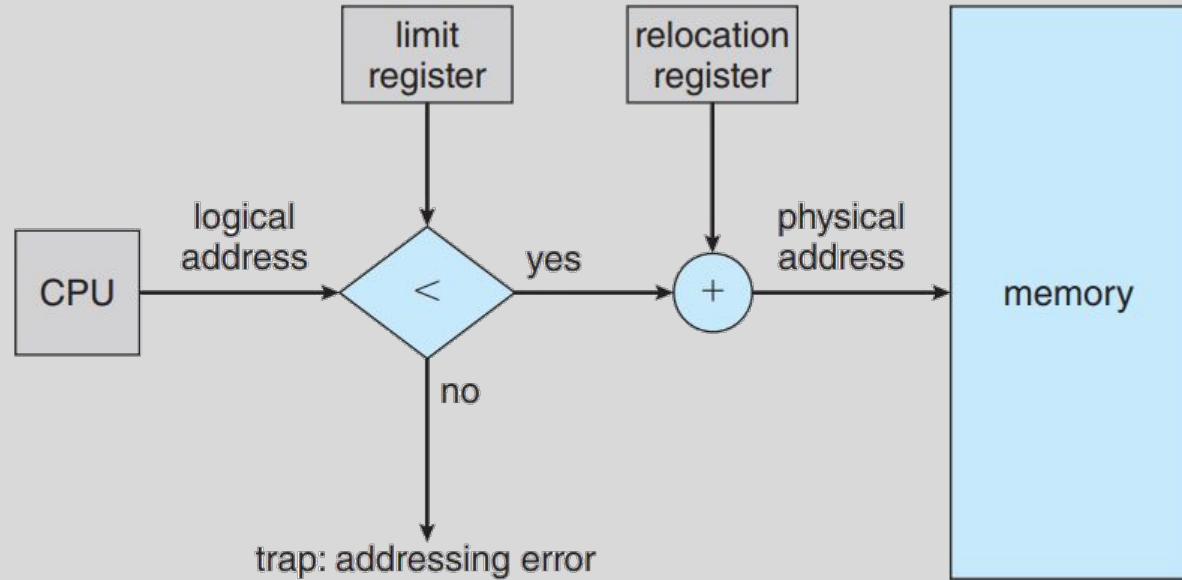 limit
register
relocation
register
logical
address
physical
address
CPU
<
yes
+
memory
no
trap: addressing error